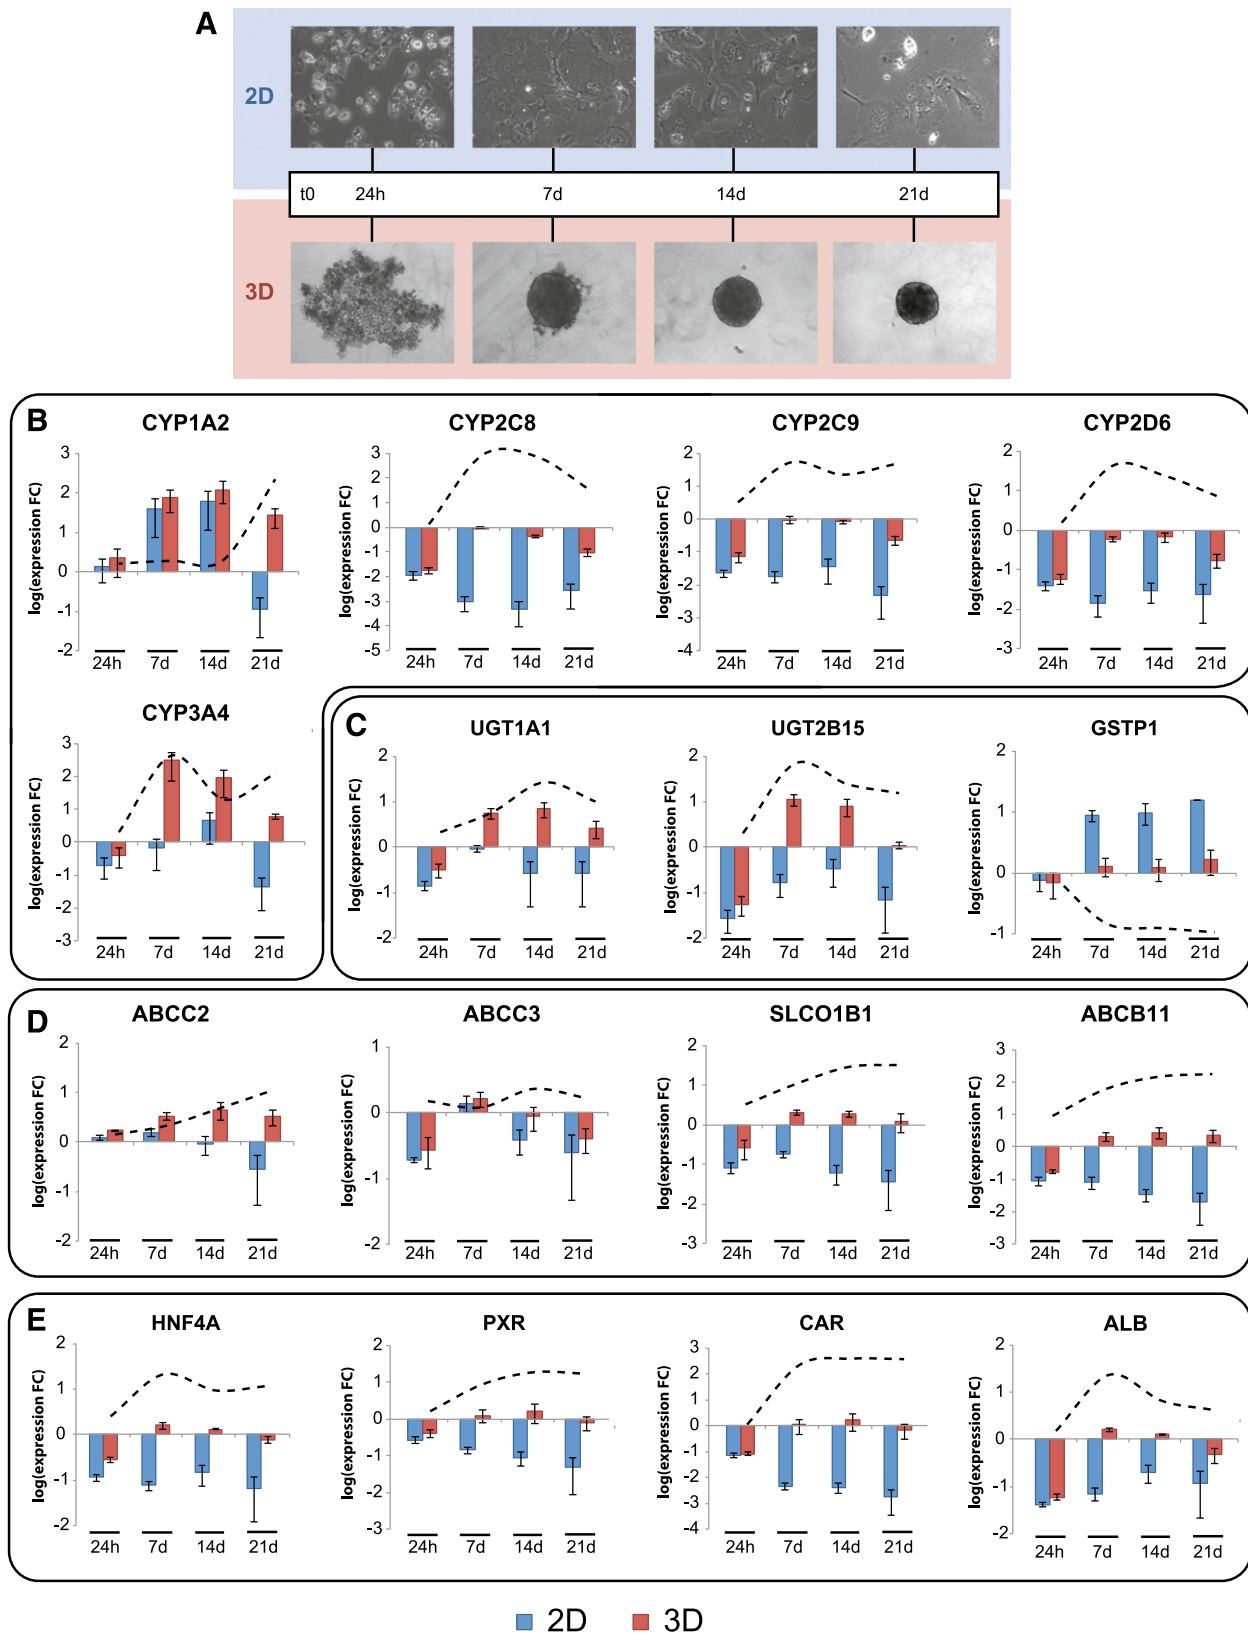 A
2D
t0 24h 7d 14d 21d
3D
B
CYP1A2 CYP2C8 CYP2C9 CYP2D6
log(expression FC) 3 2 1 0 -1 -2 24h 7d 14d 21d
log(expression FC) 3 2 1 0 -1 -2 -3 -4 -5 24h 7d 14d 21d
log(expression FC) 2 1 0 -1 -2 -3 -4 24h 7d 14d 21d
log(expression FC) 2 1 0 -1 -2 -3 24h 7d 14d 21d
CYP3A4
log(expression FC) 3 2 1 0 -1 -2 -3 24h 7d 14d 21d
C
UGT1A1 UGT2B15 GSTP1
log(expression FC) 2 1 0 -1 -2 24h 7d 14d 21d
log(expression FC) 2 1 0 -1 -2 24h 7d 14d 21d
log(expression FC) 2 1 0 -1 24h 7d 14d 21d
D
ABCC2 ABCC3 SLCO1B1 ABCB11
log(expression FC) 2 1 0 -1 -2 24h 7d 14d 21d
log(expression FC) 1 0 -1 -2 24h 7d 14d 21d
log(expression FC) 2 1 0 -1 -2 -3 24h 7d 14d 21d
log(expression FC) 3 2 1 0 -1 -2 -3 24h 7d 14d 21d
E
HNF4A PXR CAR ALB
log(expression FC) 2 1 0 -1 -2 24h 7d 14d 21d
log(expression FC) 2 1 0 -1 -2 -3 24h 7d 14d 21d
log(expression FC) 3 2 1 0 -1 -2 -3 -4 24h 7d 14d 21d
log(expression FC) 2 1 0 -1 -2 24h 7d 14d 21d
2D 3D